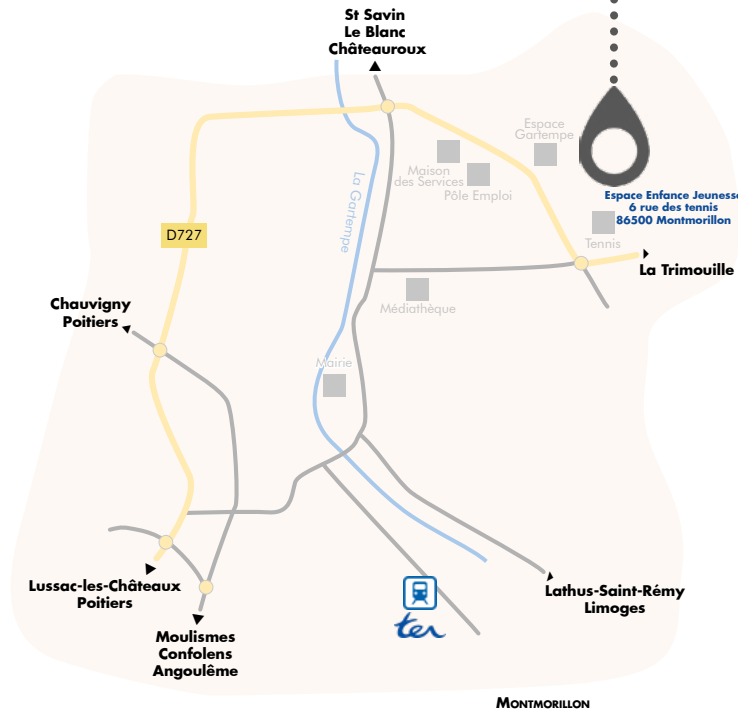 St Savin
Le Blanc
Châteauroux
Espace
Gartempe
Maison
des Services
Pôle Emploi
La Gartempe
Espace Enfance Jeunesse
6 rue des tennis
86500 Montmorillon
D727
Tennis
La Trimouille
Médiathèque
Chauvigny
Poitiers
Mairie
Lussac-les-Châteaux
Poitiers
Lathus-Saint-Rémy
Limoges
ter
Moulismes
Confolens
Angoulême
MONTMORILLON